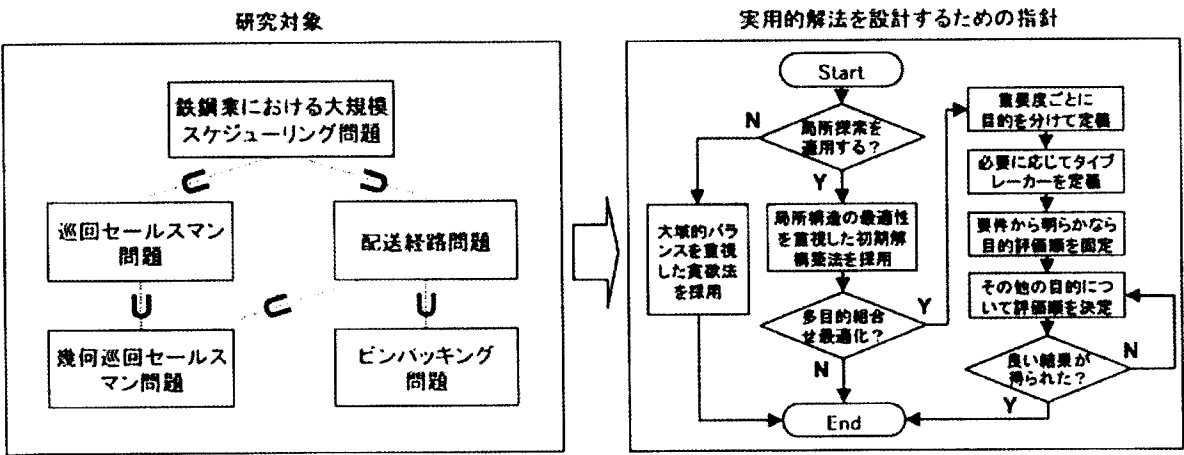 研究対象
鉄鋼業における大規模
スケジューリング問題
巡回セールスマン
問題
配送経路問題
幾何巡回セールス
マン問題
ビンパッキング
問題
実用的解法を設計するための指針
Start
局所探索を
適用する?
N
Y
大域的バラ
ンスを重視
した貪欲法
を採用
局所構造の最適性
を重視した初期解
構築法を採用
多目的組合
せ最適化?
Y
N
End
重要度ごとに
目的を分けて定義
必要に応じてタイブ
レーカーを定義
要件から明らかなら
目的評価順を固定
その他の目的につ
いて評価順を決定
良い結果が
得られた?
N
Y